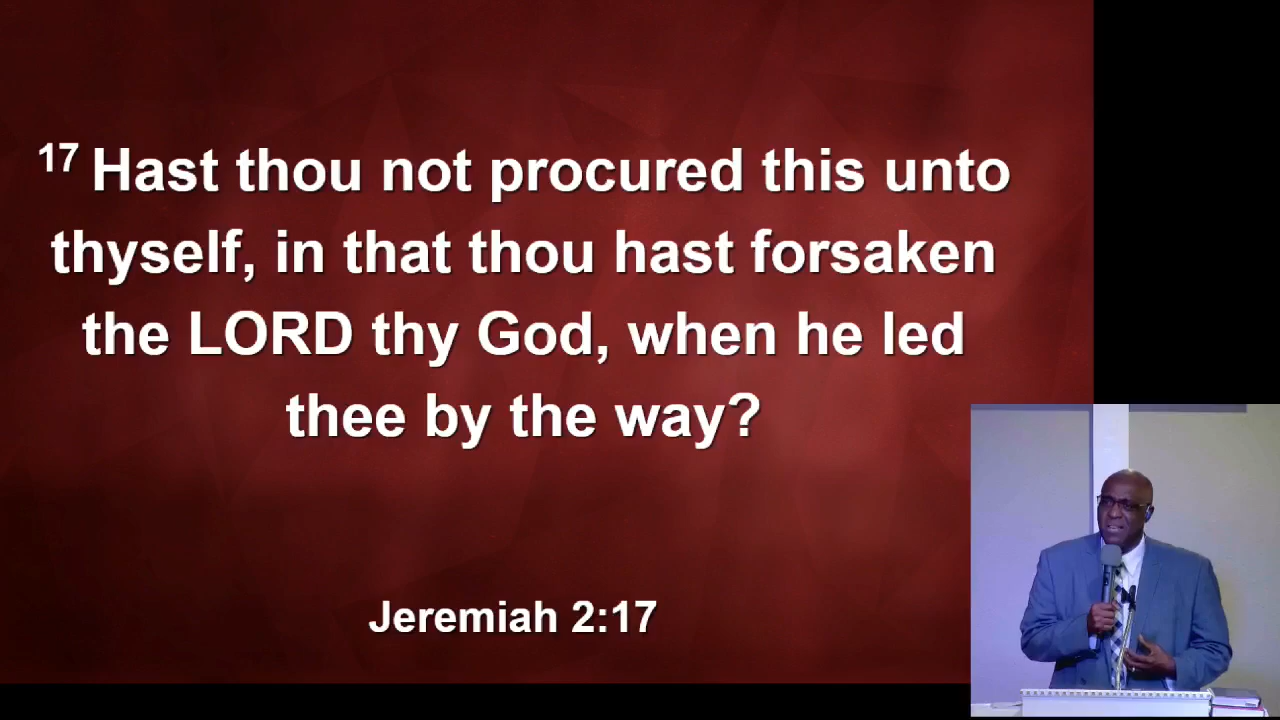 17 Hast thou not procured this unto
thyself, in that thou hast forsaken
the LORD thy God, when he led
thee by the way?
Jeremiah 2:17